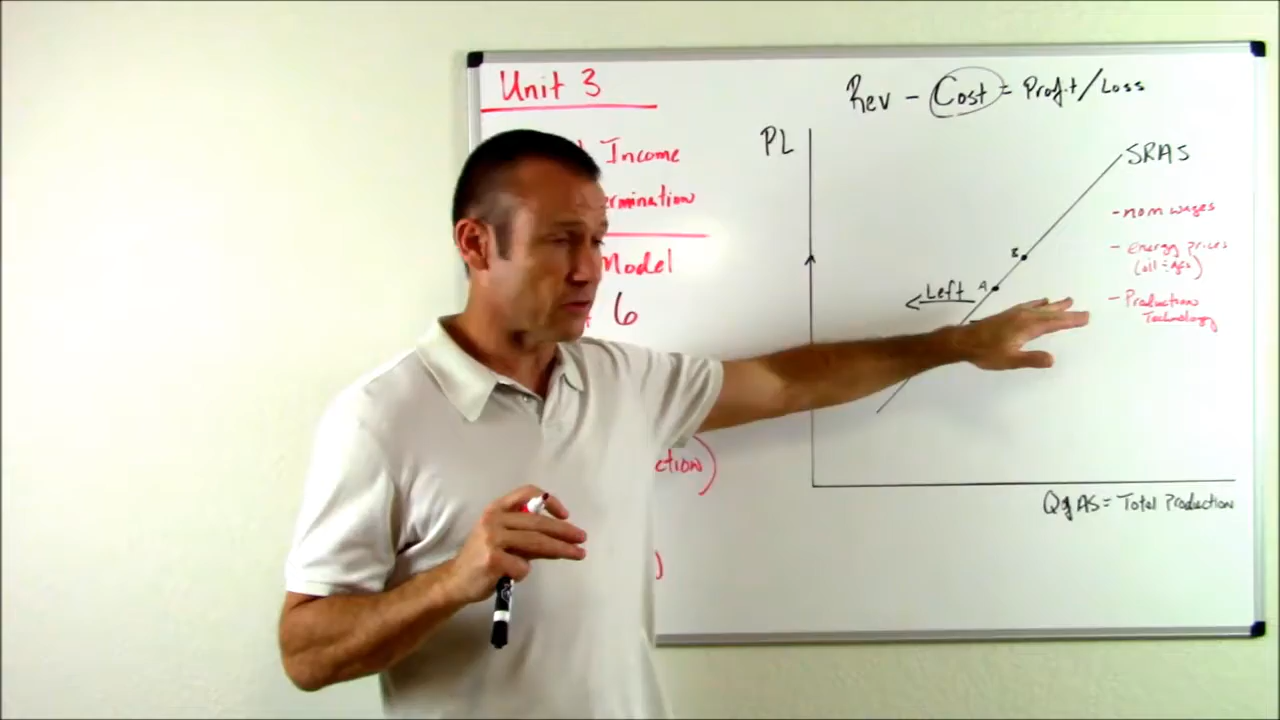 Unit 3
Income
ermination
Model
6
ction)
)
Rev - Cost = Profit/Loss
PL
SRAS
- nom wages
- energy prices
(oil + gas)
- Production
Technology
B
A
Left
Q of AS = Total Production